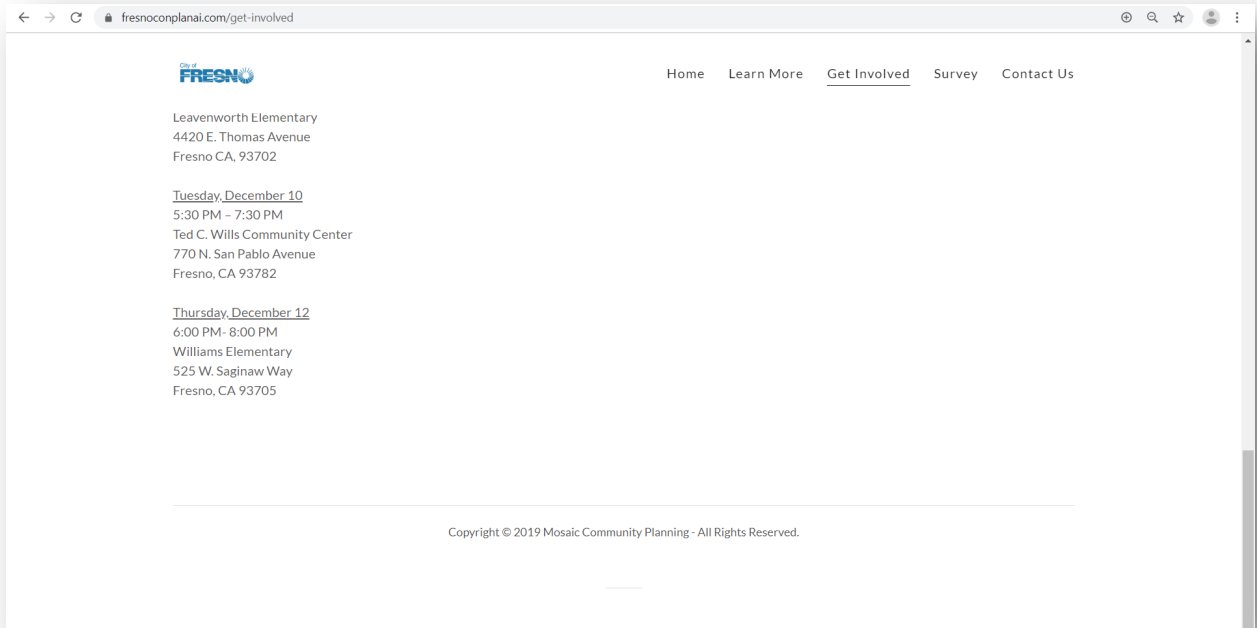 fresnoconplanai.com/get-involved
City of
FRESNO
Home Learn More Get Involved Survey Contact Us
Leavenworth Elementary
4420 E. Thomas Avenue
Fresno CA, 93702
Tuesday, December 10
5:30 PM – 7:30 PM
Ted C. Wills Community Center
770 N. San Pablo Avenue
Fresno, CA 93782
Thursday, December 12
6:00 PM- 8:00 PM
Williams Elementary
525 W. Saginaw Way
Fresno, CA 93705
Copyright © 2019 Mosaic Community Planning - All Rights Reserved.